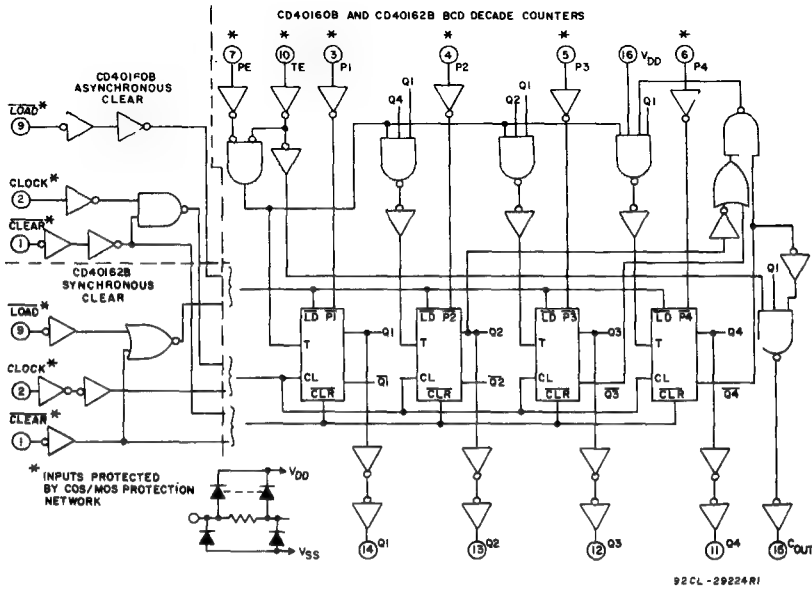 CD40160B AND CD40162B BCD DECADE COUNTERS
* * * * * *
7 10 3 4 5 16 VDD 6
PE TE P1 P2 P3 P4
CD40160B
ASYNCHRONOUS
CLEAR
LOAD*
9
CLOCK*
2
CLEAR*
1
CD40162B
SYNCHRONOUS
CLEAR
LOAD*
9
CLOCK*
2
CLEAR*
1
Q4 Q1
Q2 Q1
Q1
Q1
LD P1 LD P2 LD P3 LD P4
Q1 Q2 Q3 Q4
T T T T
CL CL CL CL
Q1 Q2 Q3 Q4
CLR CLR CLR CLR
* INPUTS PROTECTED
BY COS/MOS PROTECTION
NETWORK
VDD
VSS
14 Q1 13 Q2 12 Q3 11 Q4 15 COUT
92CL-29224R1